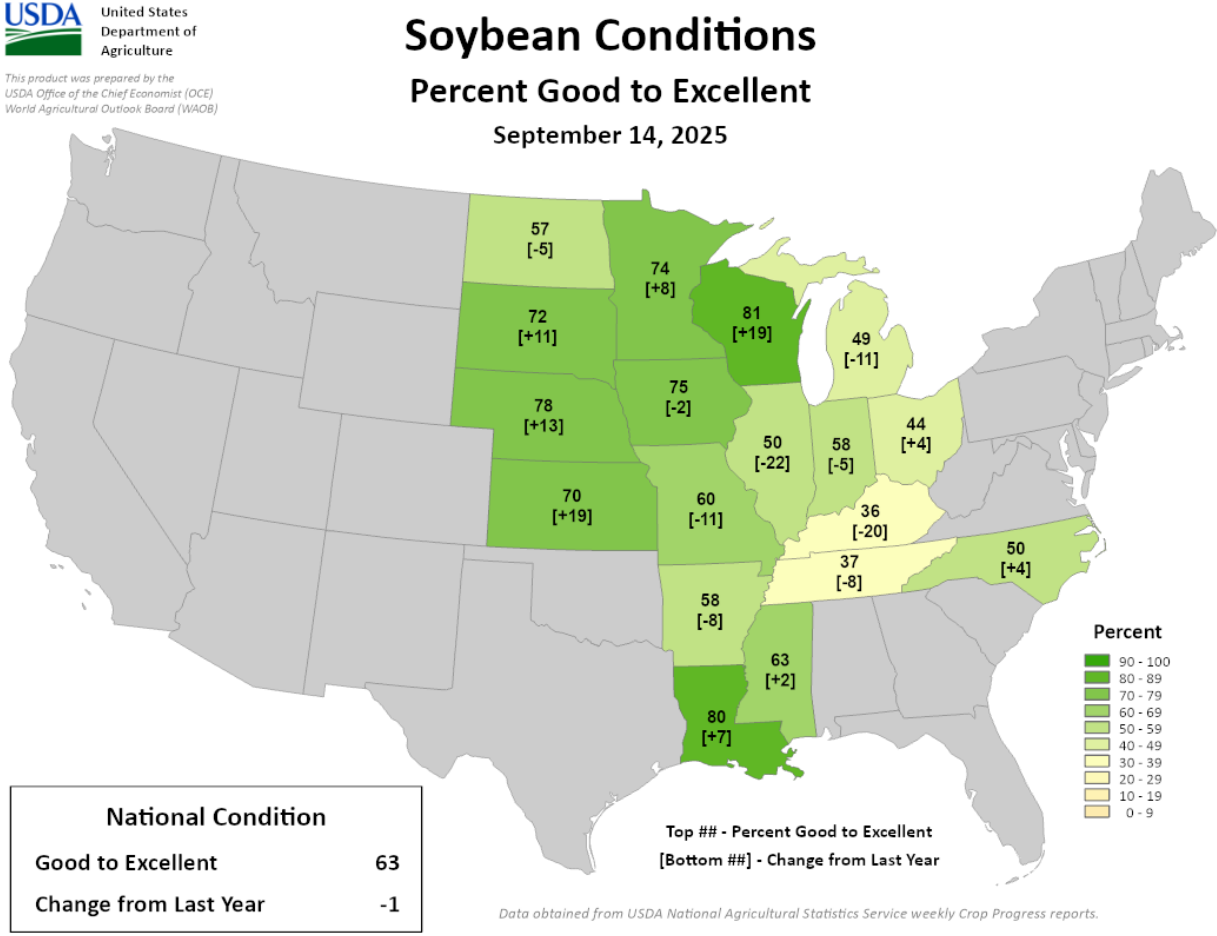 USDA
United States
Department of
Agriculture
This product was prepared by the
USDA Office of the Chief Economist (OCE)
World Agricultural Outlook Board (WAOB)
Soybean Conditions
Percent Good to Excellent
September 14, 2025
57
[-5]
74
[+8]
72
[+11]
81
[+19]
49
[-11]
75
[-2]
78
[+13]
50
[-22]
58
[-5]
44
[+4]
70
[+19]
60
[-11]
36
[-20]
37
[-8]
50
[+4]
58
[-8]
63
[+2]
80
[+7]
Percent
90 - 100
80 - 89
70 - 79
60 - 69
50 - 59
40 - 49
30 - 39
20 - 29
10 - 19
0 - 9
National Condition
Good to Excellent 63
Change from Last Year -1
Top ## - Percent Good to Excellent
[Bottom ##] - Change from Last Year
Data obtained from USDA National Agricultural Statistics Service weekly Crop Progress reports.